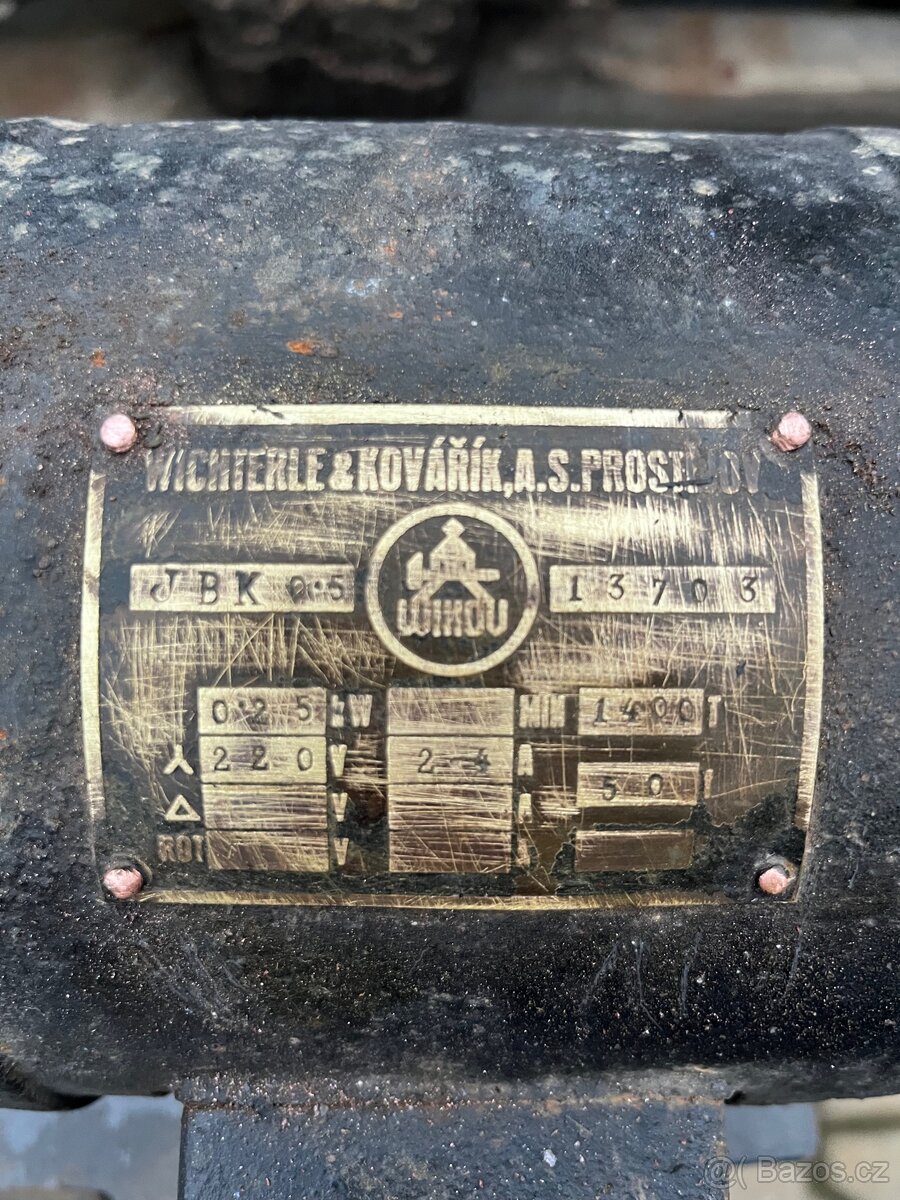 WICHTERLE&KOVÁŘÍK,A.S.PROSTĚJOV
JBK 0·5 WIKOV 13703
0·25 kW MIN 1400 T
220 V 2·4 A
50
V A
ROT V
@( Bazos.cz